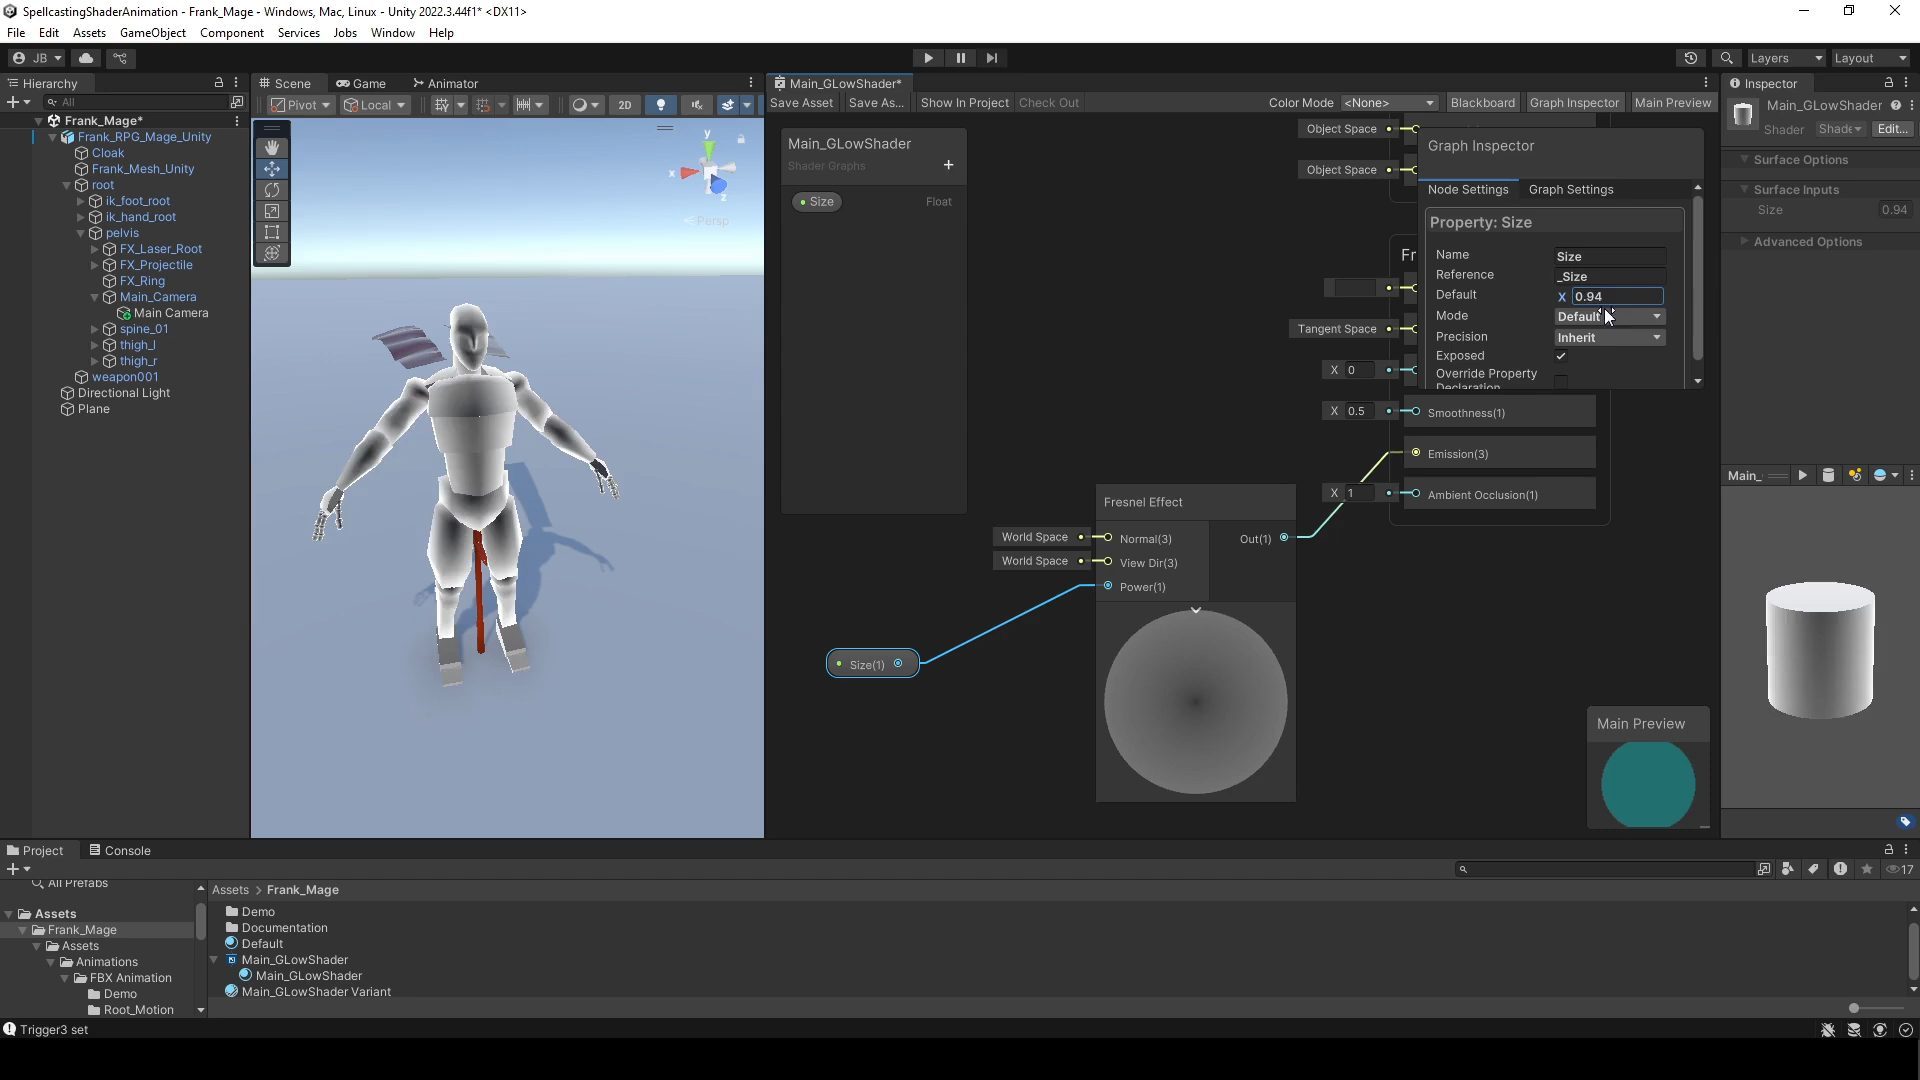 SpellcastingShaderAnimation - Frank_Mage - Windows, Mac, Linux - Unity 2022.3.44f1* <DX11>
File Edit Assets GameObject Component Services Jobs Window Help
JB Layers Layout
Hierarchy
All
Frank_Mage*
Frank_RPG_Mage_Unity
Cloak
Frank_Mesh_Unity
root
ik_foot_root
ik_hand_root
pelvis
FX_Laser_Root
FX_Projectile
FX_Ring
Main_Camera
Main Camera
spine_01
thigh_l
thigh_r
weapon001
Directional Light
Plane
Scene Game Animator
Pivot Local 2D
y
x
z
Persp
Main_GLowShader*
Save Asset Save As... Show In Project Check Out Color Mode <None> Blackboard Graph Inspector Main Preview
Main_GLowShader
Shader Graphs
Size Float
Object Space
Object Space
Fr
Tangent Space
X 0
X 0.5 Smoothness(1)
Emission(3)
X 1 Ambient Occlusion(1)
Graph Inspector
Node Settings Graph Settings
Property: Size
Name Size
Reference _Size
Default X 0.94
Mode Default
Precision Inherit
Exposed
Override Property
Declaration
Fresnel Effect
World Space Normal(3) Out(1)
World Space View Dir(3)
Power(1)
Size(1)
Main Preview
Inspector
Main_GLowShader
Shader Shade Edit...
Surface Options
Surface Inputs
Size 0.94
Advanced Options
Main_
Project Console
17
All Prefabs
Assets
Frank_Mage
Assets
Animations
FBX Animation
Demo
Root_Motion
Assets > Frank_Mage
Demo
Documentation
Default
Main_GLowShader
Main_GLowShader
Main_GLowShader Variant
Trigger3 set